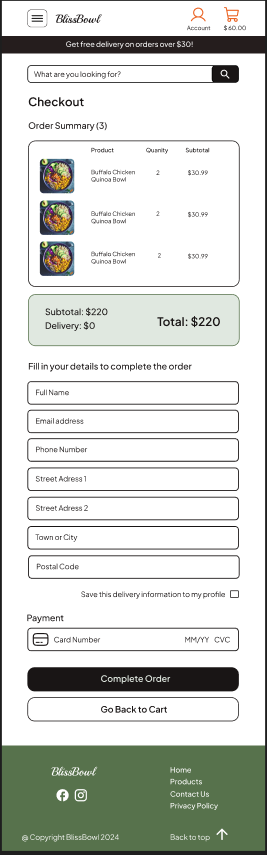 BlissBowl
Account
$ 60.00
Get free delivery on orders over $30!
What are you looking for?
Checkout
Order Summary (3)
Product Quanity Subtotal
Buffalo Chicken Quinoa Bowl 2 $30.99
Buffalo Chicken Quinoa Bowl 2 $30.99
Buffalo Chicken Quinoa Bowl 2 $30.99
Subtotal: $220
Delivery: $0
Total: $220
Fill in your details to complete the order
Full Name
Email address
Phone Number
Street Adress 1
Street Adress 2
Town or City
Postal Code
Save this delivery information to my profile
Payment
Card Number MM/YY CVC
Complete Order
Go Back to Cart
BlissBowl
Home
Products
Contact Us
Privacy Policy
@ Copyright BlissBowl 2024
Back to top